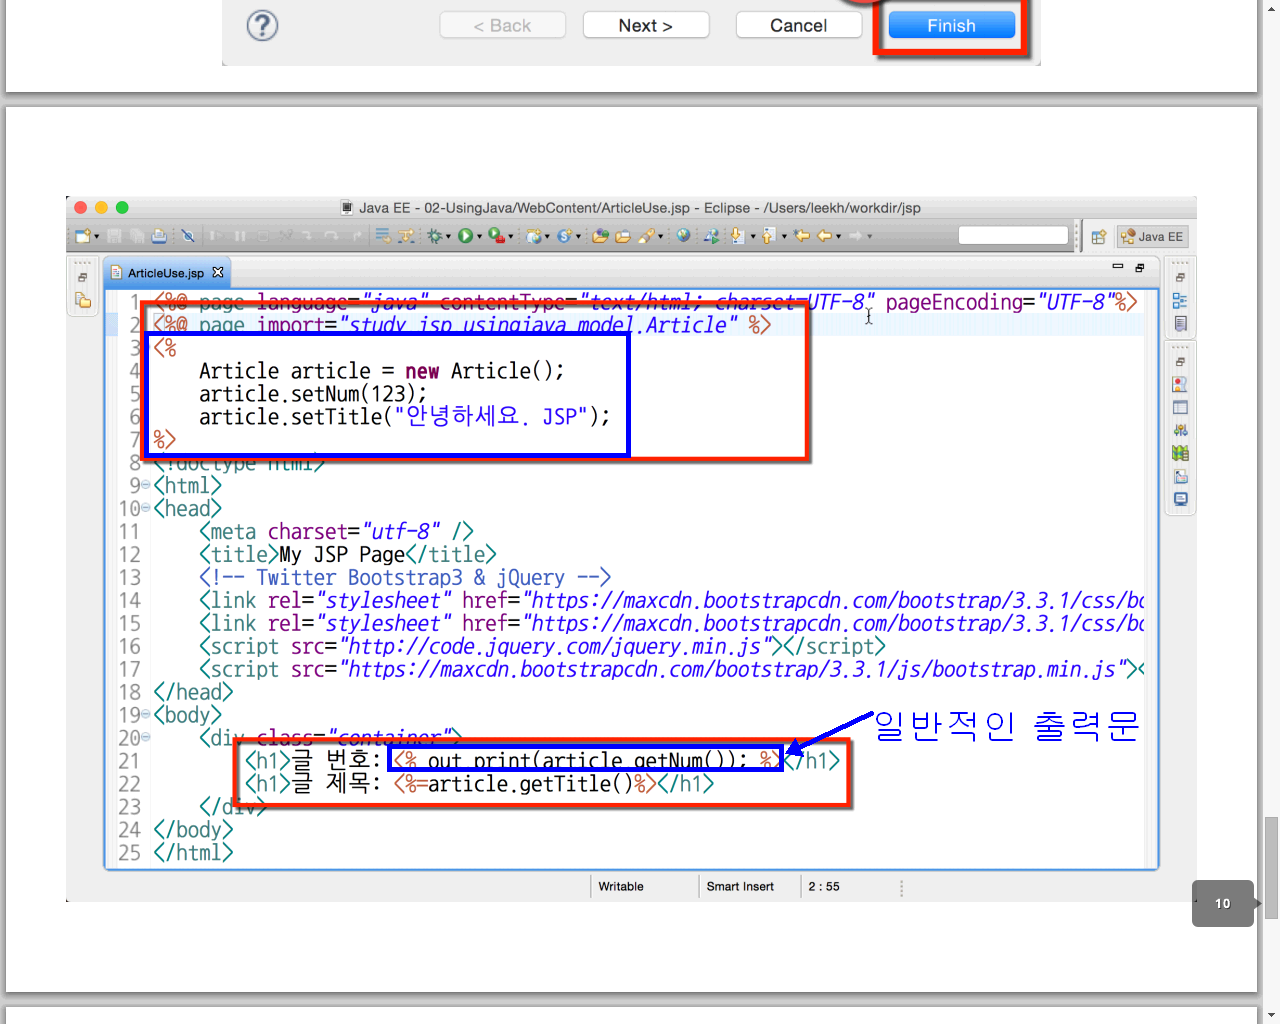 < Back
Next >
Cancel
Finish
Java EE - 02-UsingJava/WebContent/ArticleUse.jsp - Eclipse - /Users/leekh/workdir/jsp
Java EE
ArticleUse.jsp
1 <%@ page language="java" contentType="text/html; charset=UTF-8" pageEncoding="UTF-8"%>
2 <%@ page import="study.jsp.usingjava.model.Article" %>
3 <%
4 Article article = new Article();
5 article.setNum(123);
6 article.setTitle("안녕하세요. JSP");
7 %>
8 <!doctype html>
9 <html>
10 <head>
11 <meta charset="utf-8" />
12 <title>My JSP Page</title>
13 <!-- Twitter Bootstrap3 & jQuery -->
14 <link rel="stylesheet" href="https://maxcdn.bootstrapcdn.com/bootstrap/3.3.1/css/bo
15 <link rel="stylesheet" href="https://maxcdn.bootstrapcdn.com/bootstrap/3.3.1/css/bo
16 <script src="http://code.jquery.com/jquery.min.js"></script>
17 <script src="https://maxcdn.bootstrapcdn.com/bootstrap/3.3.1/js/bootstrap.min.js"><
18 </head>
19 <body>
일반적인 출력문
20 <div class="container">
21 <h1>글 번호: <% out.print(article.getNum()); %></h1>
22 <h1>글 제목: <%=article.getTitle()%></h1>
23 </div>
24 </body>
25 </html>
Writable
Smart Insert
2 : 55
10